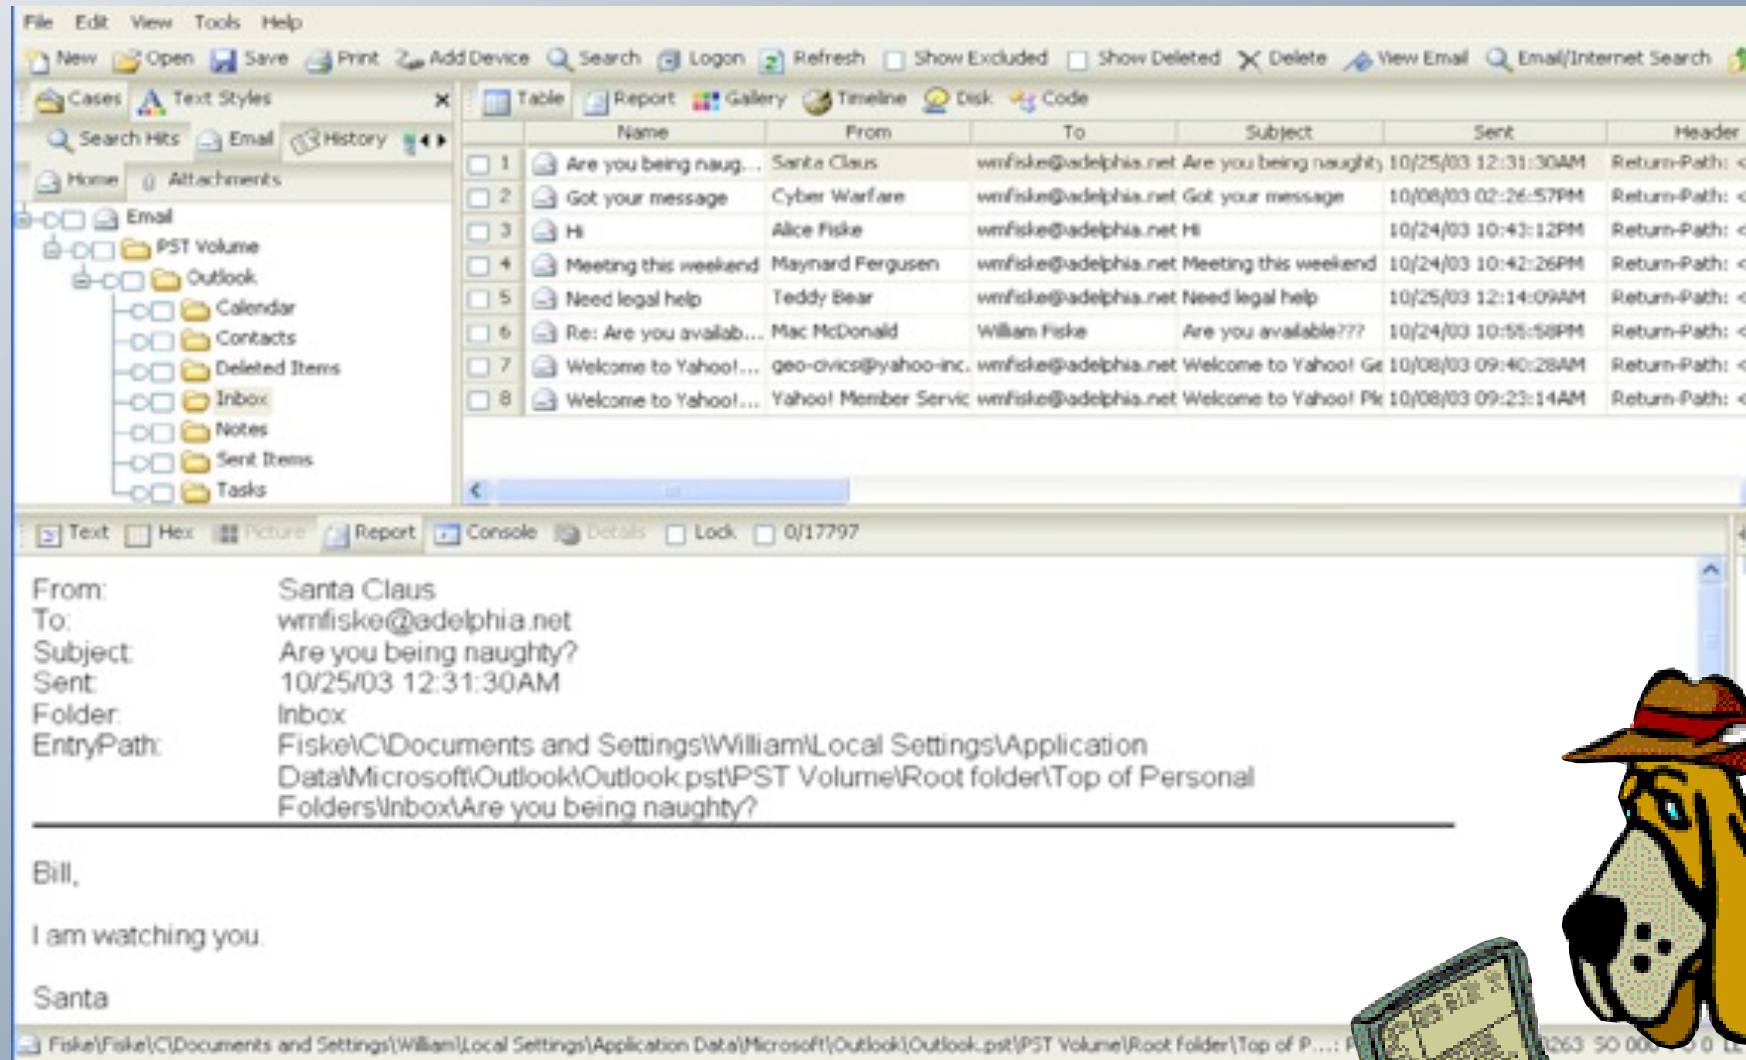 File Edit View Tools Help
New Open Save Print Add Device Search Logon Refresh Show Excluded Show Deleted Delete View Email Email/Internet Search
Cases Text Styles
Search Hits Email History
Home Attachments
Email
PST Volume
Outlook
Calendar
Contacts
Deleted Items
Inbox
Notes
Sent Items
Tasks
Table Report Gallery Timeline Disk Code
Name From To Subject Sent Header
1 Are you being naug... Santa Claus wmfiske@adelphia.net Are you being naughty 10/25/03 12:31:30AM Return-Path: <
2 Got your message Cyber Warfare wmfiske@adelphia.net Got your message 10/08/03 02:26:57PM Return-Path: <
3 Hi Alice Fiske wmfiske@adelphia.net Hi 10/24/03 10:43:12PM Return-Path: <
4 Meeting this weekend Maynard Fergusen wmfiske@adelphia.net Meeting this weekend 10/24/03 10:42:26PM Return-Path: <
5 Need legal help Teddy Bear wmfiske@adelphia.net Need legal help 10/25/03 12:14:09AM Return-Path: <
6 Re: Are you availab... Mac McDonald William Fiske Are you available??? 10/24/03 10:55:58PM Return-Path: <
7 Welcome to Yahoo!... geo-civics@yahoo-inc. wmfiske@adelphia.net Welcome to Yahoo! Ge 10/08/03 09:40:28AM Return-Path: <
8 Welcome to Yahoo!... Yahoo! Member Servic wmfiske@adelphia.net Welcome to Yahoo! Ple 10/08/03 09:23:14AM Return-Path: <
Text Hex Picture Report Console Details Lock 0/17797
From: Santa Claus
To: wmfiske@adelphia.net
Subject: Are you being naughty?
Sent: 10/25/03 12:31:30AM
Folder: Inbox
EntryPath: Fiske\C\Documents and Settings\William\Local Settings\Application
Data\Microsoft\Outlook\Outlook.pst\PST Volume\Root folder\Top of Personal
Folders\Inbox\Are you being naughty?
Bill,
I am watching you.
Santa
Fiske\Fiske\C\Documents and Settings\William\Local Settings\Application Data\Microsoft\Outlook\Outlook.pst\PST Volume\Root folder\Top of P...: